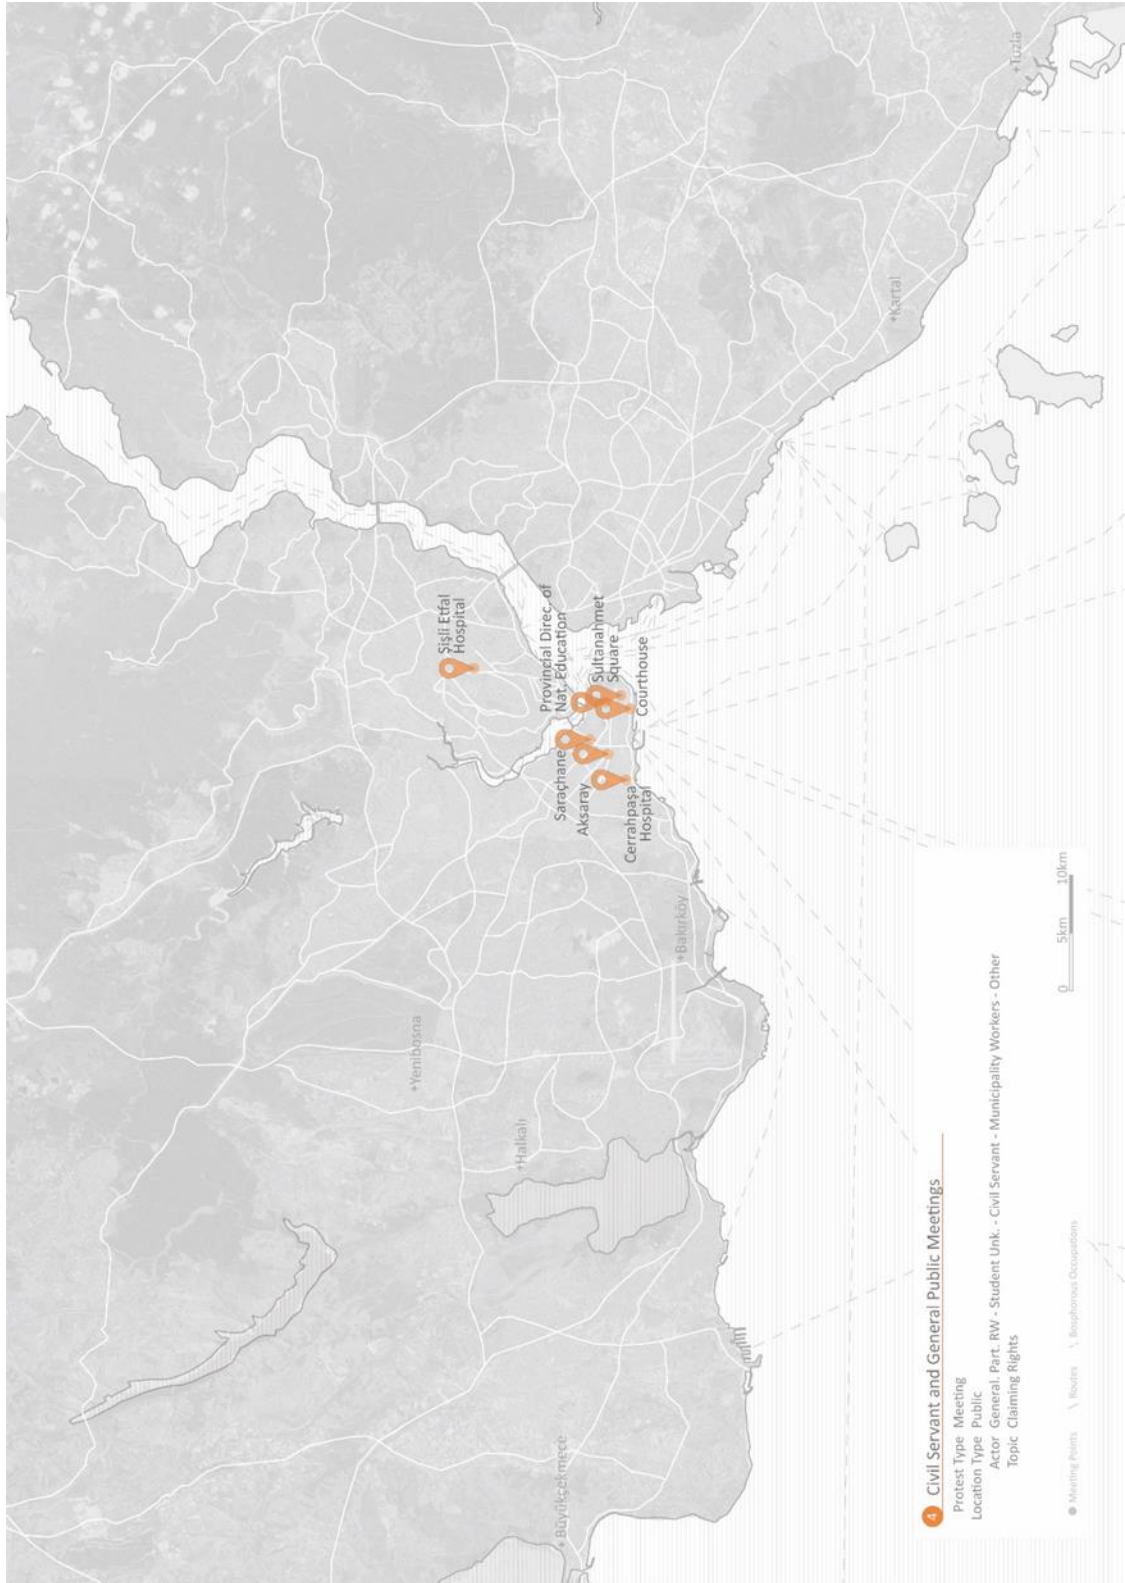 +Tuzla
+Kartal
Şişli Etfal
Hospital
Provincial Direc. of
Nat. Education
Sultanahmet
Square
Courthouse
Saraçhane
Aksaray
Cerrahpaşa
Hospital
+Bakırköy
+Yenibosna
+Halkalı
+Büyükçekmece
4 Civil Servant and General Public Meetings
Protest Type Meeting
Location Type Public
Actor General. Part. RW - Student Unk. - Civil Servant - Municipality Workers - Other
Topic Claiming Rights
Meeting Points \ Routes \ Bosphorous Occupations
0 5km 10km